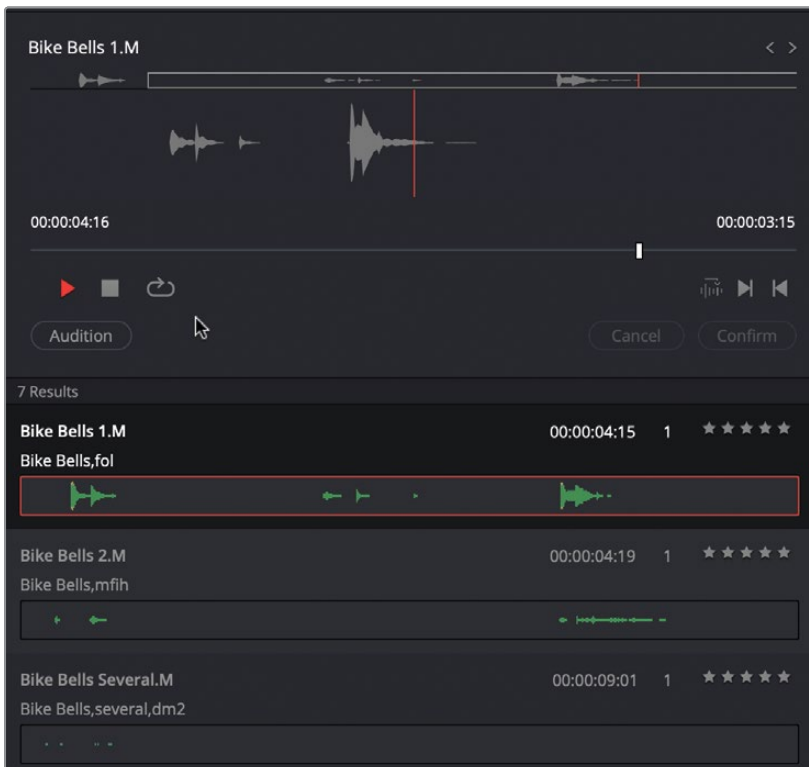 Bike Bells 1.M
00:00:04:16 00:00:03:15
Audition Cancel Confirm
7 Results
Bike Bells 1.M 00:00:04:15 1
Bike Bells,fol
Bike Bells 2.M 00:00:04:19 1
Bike Bells,mfih
Bike Bells Several.M 00:00:09:01 1
Bike Bells,several,dm2